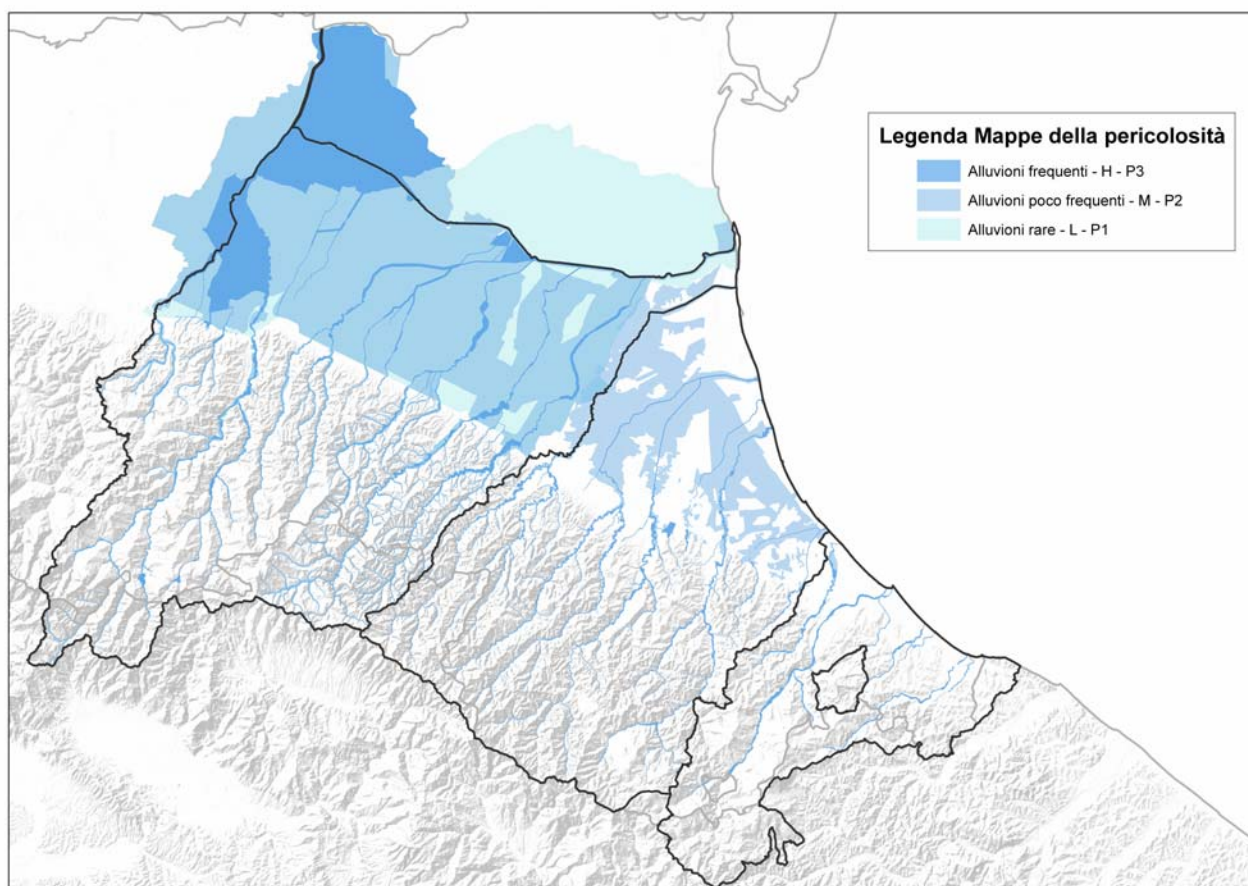 Legenda Mappe della pericolosità
Alluvioni frequenti - H - P3
Alluvioni poco frequenti - M - P2
Alluvioni rare - L - P1